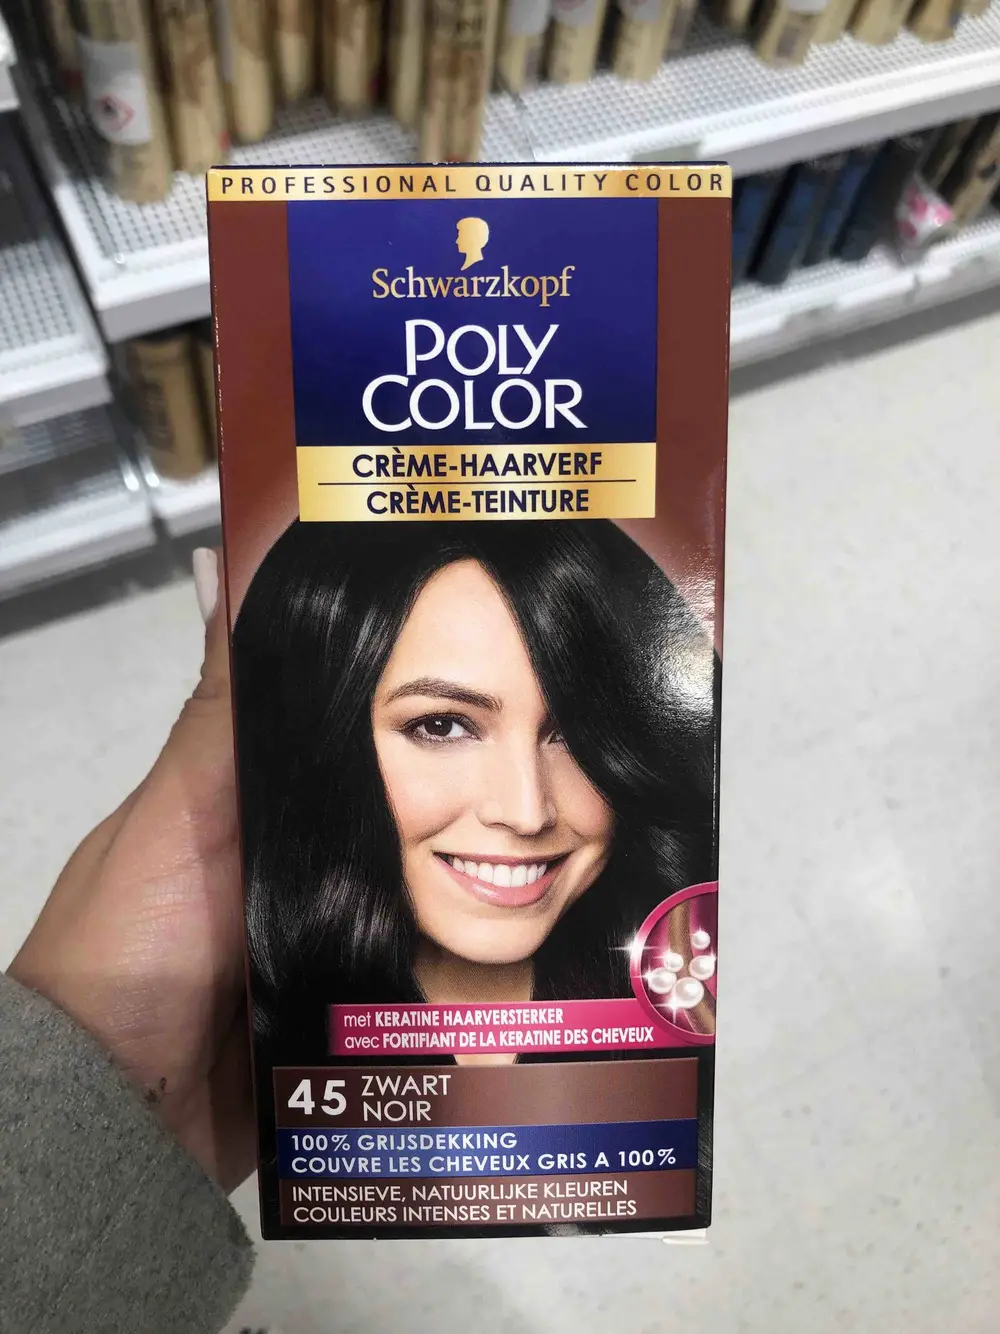 PROFESSIONAL QUALITY COLOR
Schwarzkopf
POLY
COLOR
CRÈME-HAARVERF
CRÈME-TEINTURE
met KERATINE HAARVERSTERKER
avec FORTIFIANT DE LA KERATINE DES CHEVEUX
45 ZWART
NOIR
100% GRIJSDEKKING
COUVRE LES CHEVEUX GRIS A 100%
INTENSIEVE, NATUURLIJKE KLEUREN
COULEURS INTENSES ET NATURELLES